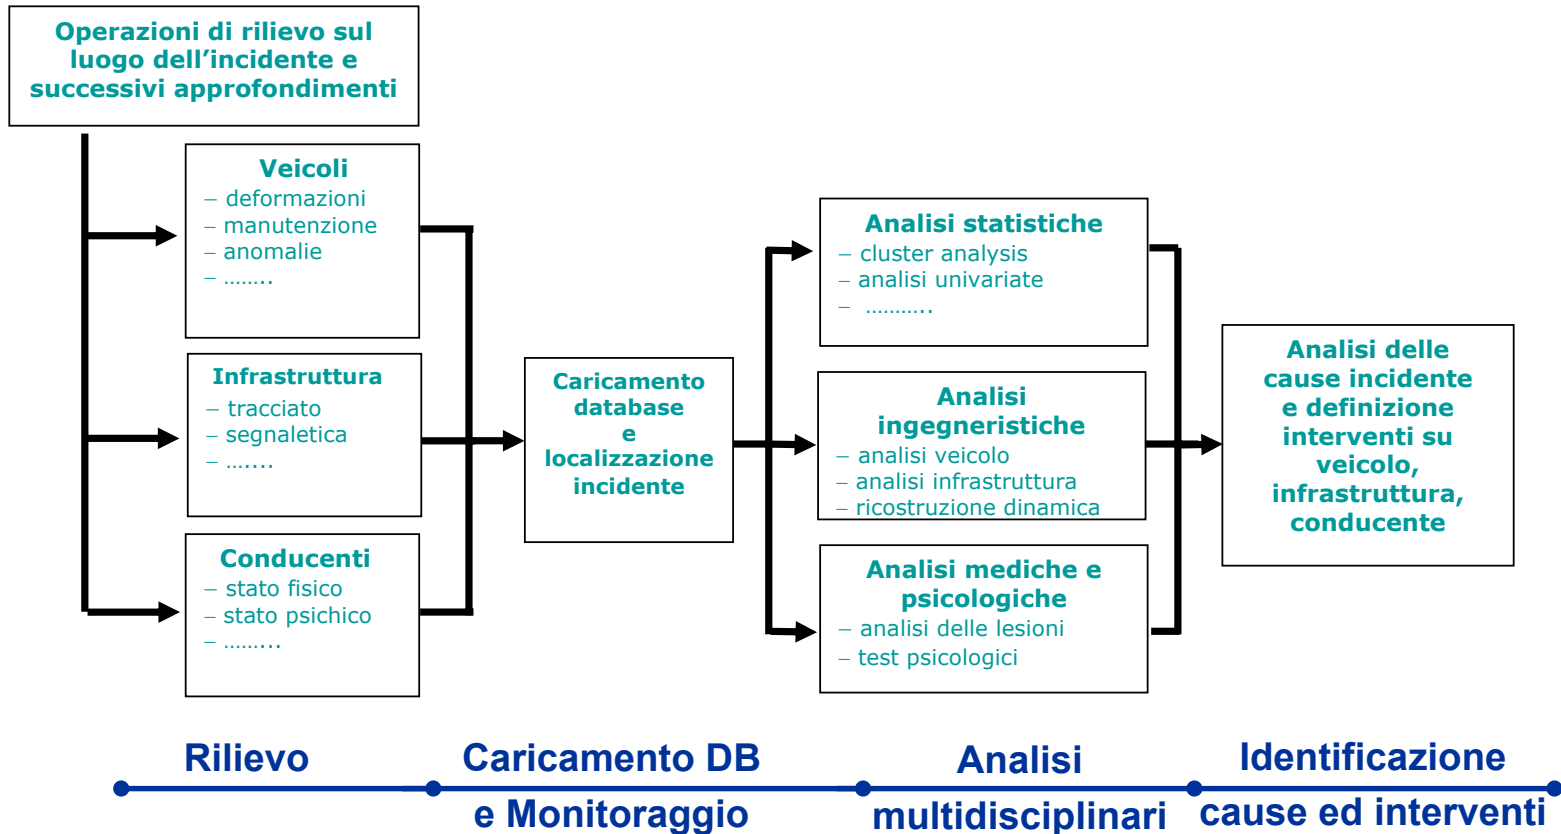 Operazioni di rilievo sul
luogo dell’incidente e
successivi approfondimenti
Veicoli
– deformazioni
– manutenzione
– anomalie
– ……..
Infrastruttura
– tracciato
– segnaletica
– …....
Conducenti
– stato fisico
– stato psichico
– ……...
Caricamento
database
e
localizzazione
incidente
Analisi statistiche
– cluster analysis
– analisi univariate
– ………..
Analisi
ingegneristiche
– analisi veicolo
– analisi infrastruttura
– ricostruzione dinamica
Analisi mediche e
psicologiche
– analisi delle lesioni
– test psicologici
Analisi delle
cause incidente
e definizione
interventi su
veicolo,
infrastruttura,
conducente
Rilievo
Caricamento DB
e Monitoraggio
Analisi
multidisciplinari
Identificazione
cause ed interventi